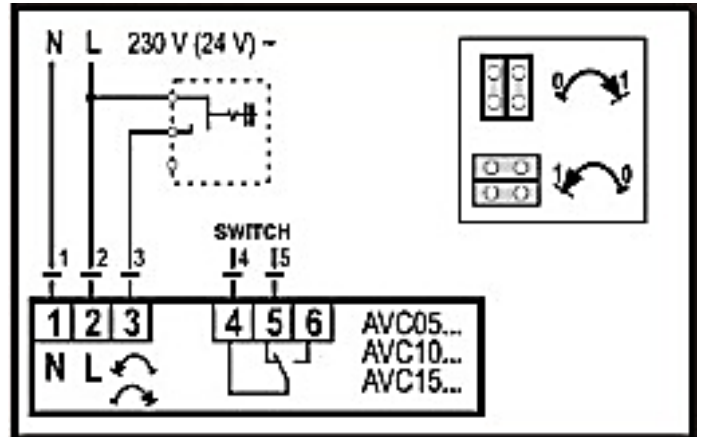 N L 230 V (24 V) ~
0 1
1 0
SWITCH
1 2 3 4 5
1 2 3 4 5 6 AVC05...
N L AVC10...
AVC15...